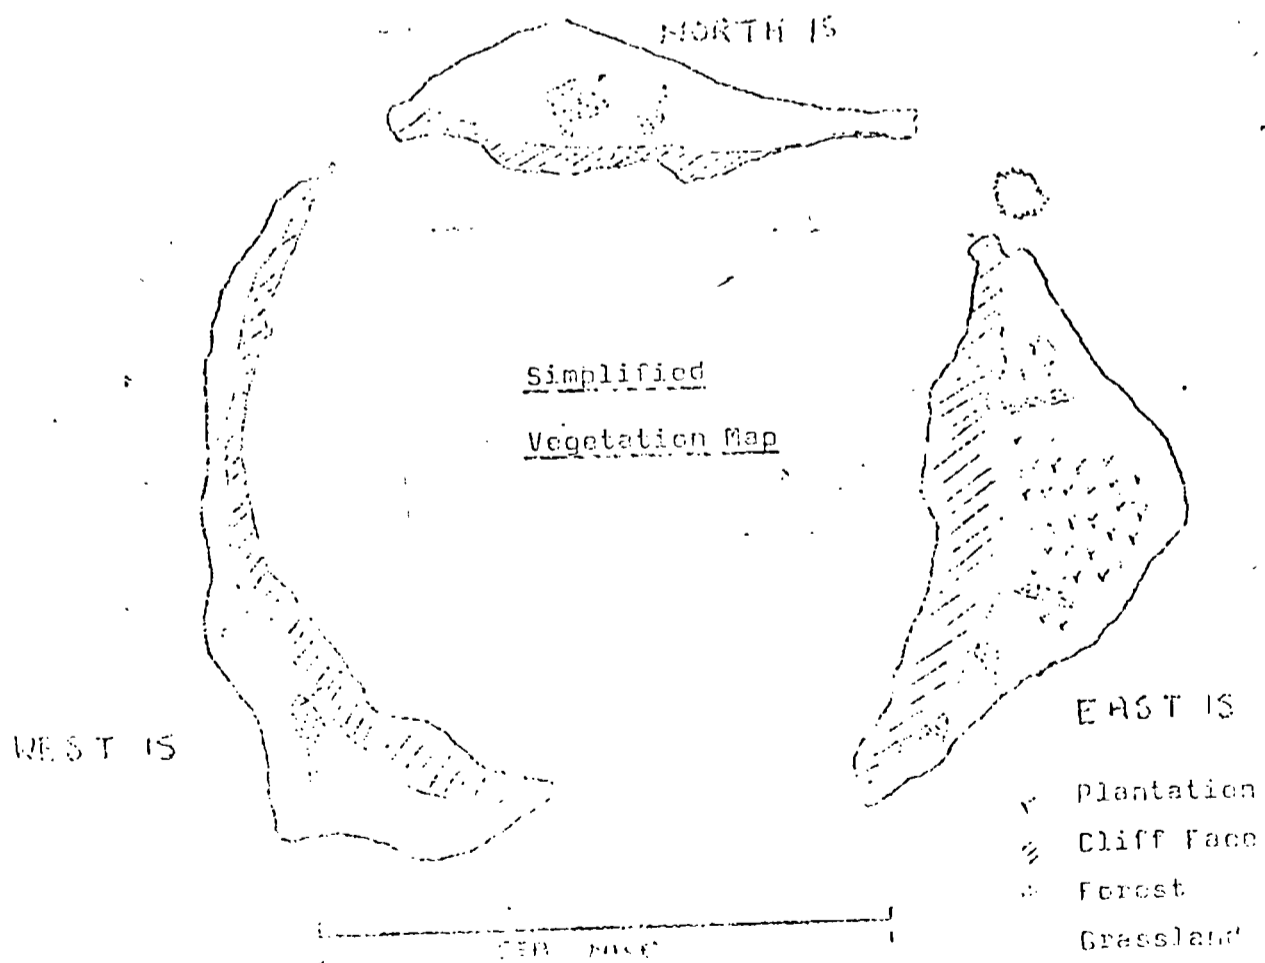 NORTH IS
Simplified
Vegetation Map
WEST IS
EAST IS
Plantation
Cliff Face
Forest
Grassland